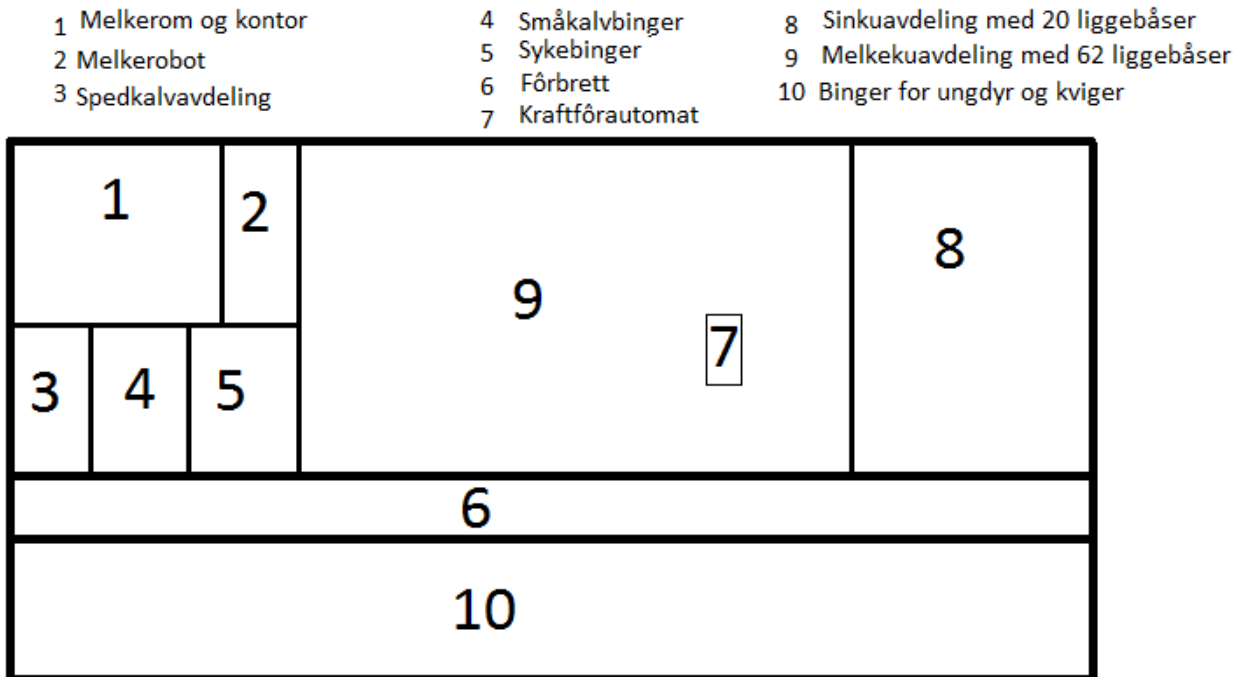 1 Melkerom og kontor
2 Melkerobot
3 Spedkalvavdeling
4 Småkalvbinger
5 Sykebinger
6 Fôrbrett
7 Kraftfôrautomat
8 Sinkuavdeling med 20 liggebåser
9 Melkekuavdeling med 62 liggebåser
10 Binger for ungdyr og kviger
1
2
9
8
7
3
4
5
6
10